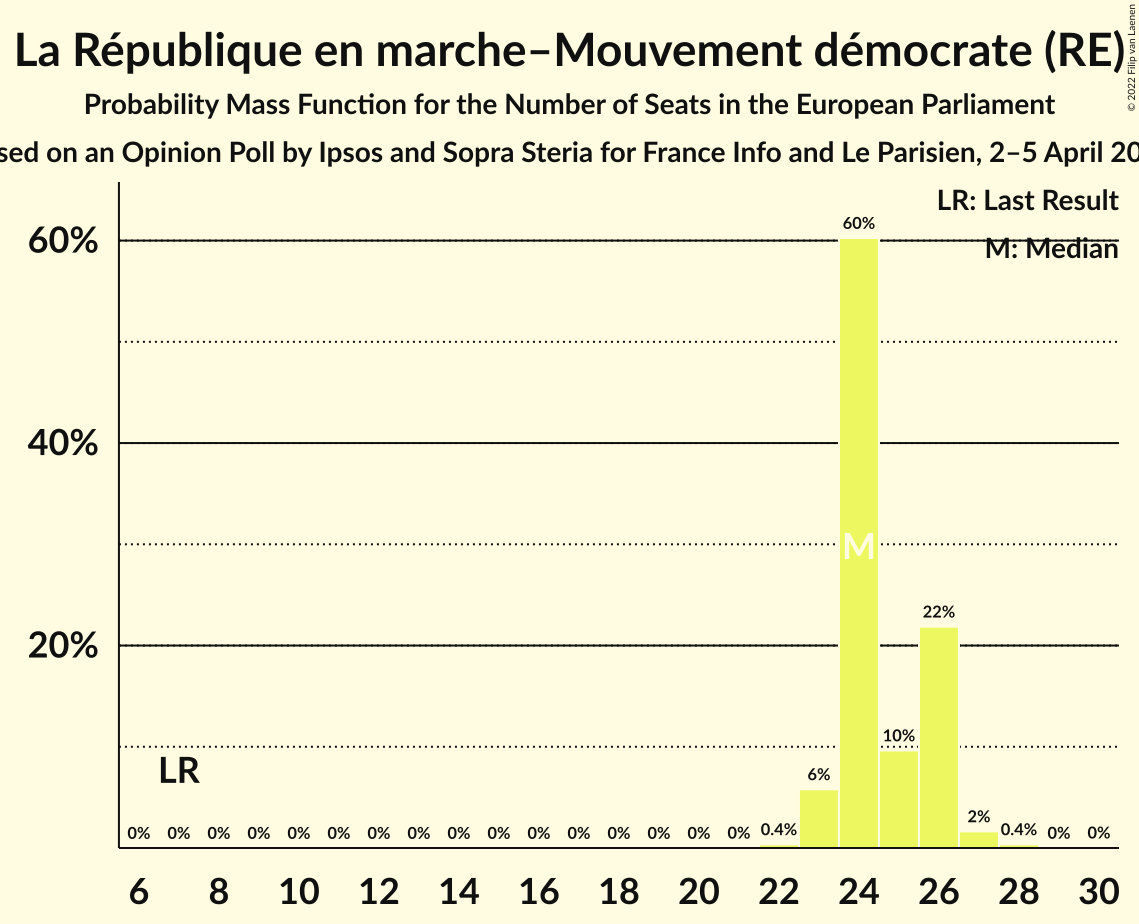 La République en marche–Mouvement démocrate (RE)
© 2022 Filip van Laenen
Probability Mass Function for the Number of Seats in the European Parliament
sed on an Opinion Poll by Ipsos and Sopra Steria for France Info and Le Parisien, 2–5 April 20
LR: Last Result
M: Median
60%
40%
20%
60%
M
22%
10%
6%
LR
0% 0% 0% 0% 0% 0% 0% 0% 0% 0% 0% 0% 0% 0% 0% 0% 0.4% 2% 0.4% 0% 0%
6 8 10 12 14 16 18 20 22 24 26 28 30